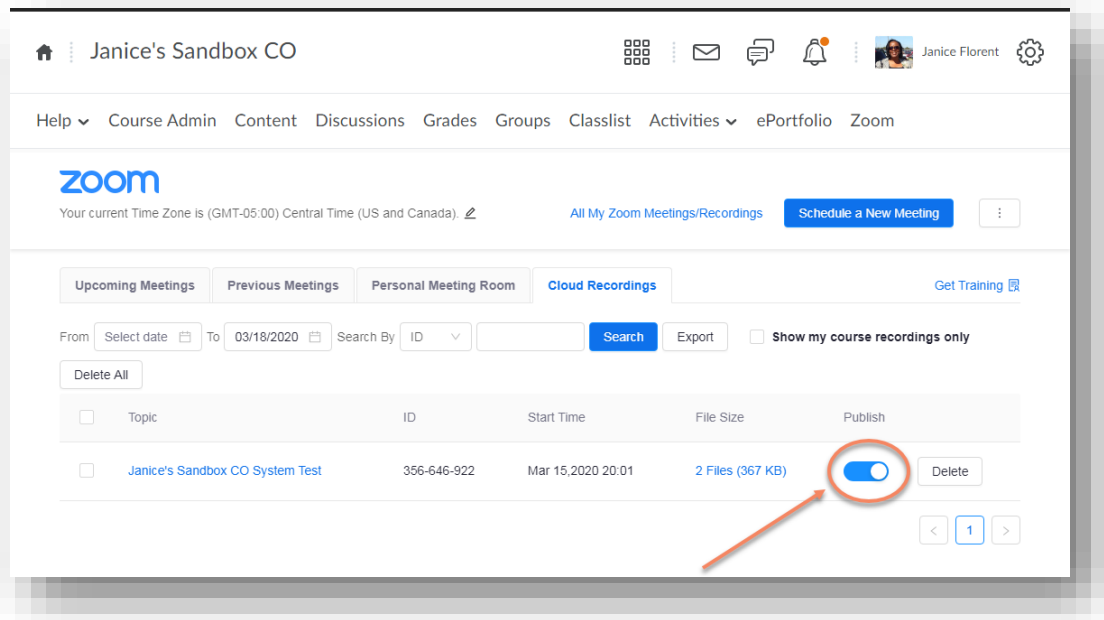 Janice's Sandbox CO
Janice Florent
Help Course Admin Content Discussions Grades Groups Classlist Activities ePortfolio Zoom
zoom
Your current Time Zone is (GMT-05:00) Central Time (US and Canada).
All My Zoom Meetings/Recordings
Schedule a New Meeting
Upcoming Meetings Previous Meetings Personal Meeting Room Cloud Recordings Get Training
From Select date To 03/18/2020 Search By ID Search Export Show my course recordings only
Delete All
Topic ID Start Time File Size Publish
Janice's Sandbox CO System Test 356-646-922 Mar 15,2020 20:01 2 Files (367 KB) Delete
< 1 >